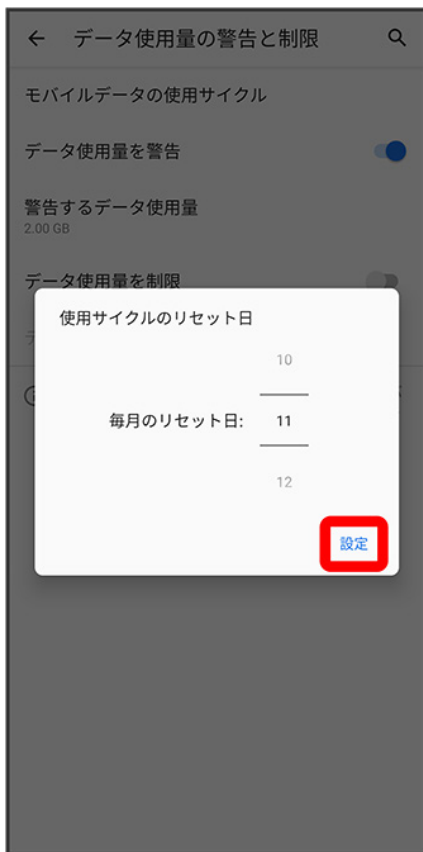 データ使用量の警告と制限
モバイルデータの使用サイクル
データ使用量を警告
警告するデータ使用量
2.00 GB
データ使用量を制限
使用サイクルのリセット日
10
毎月のリセット日: 11
12
設定